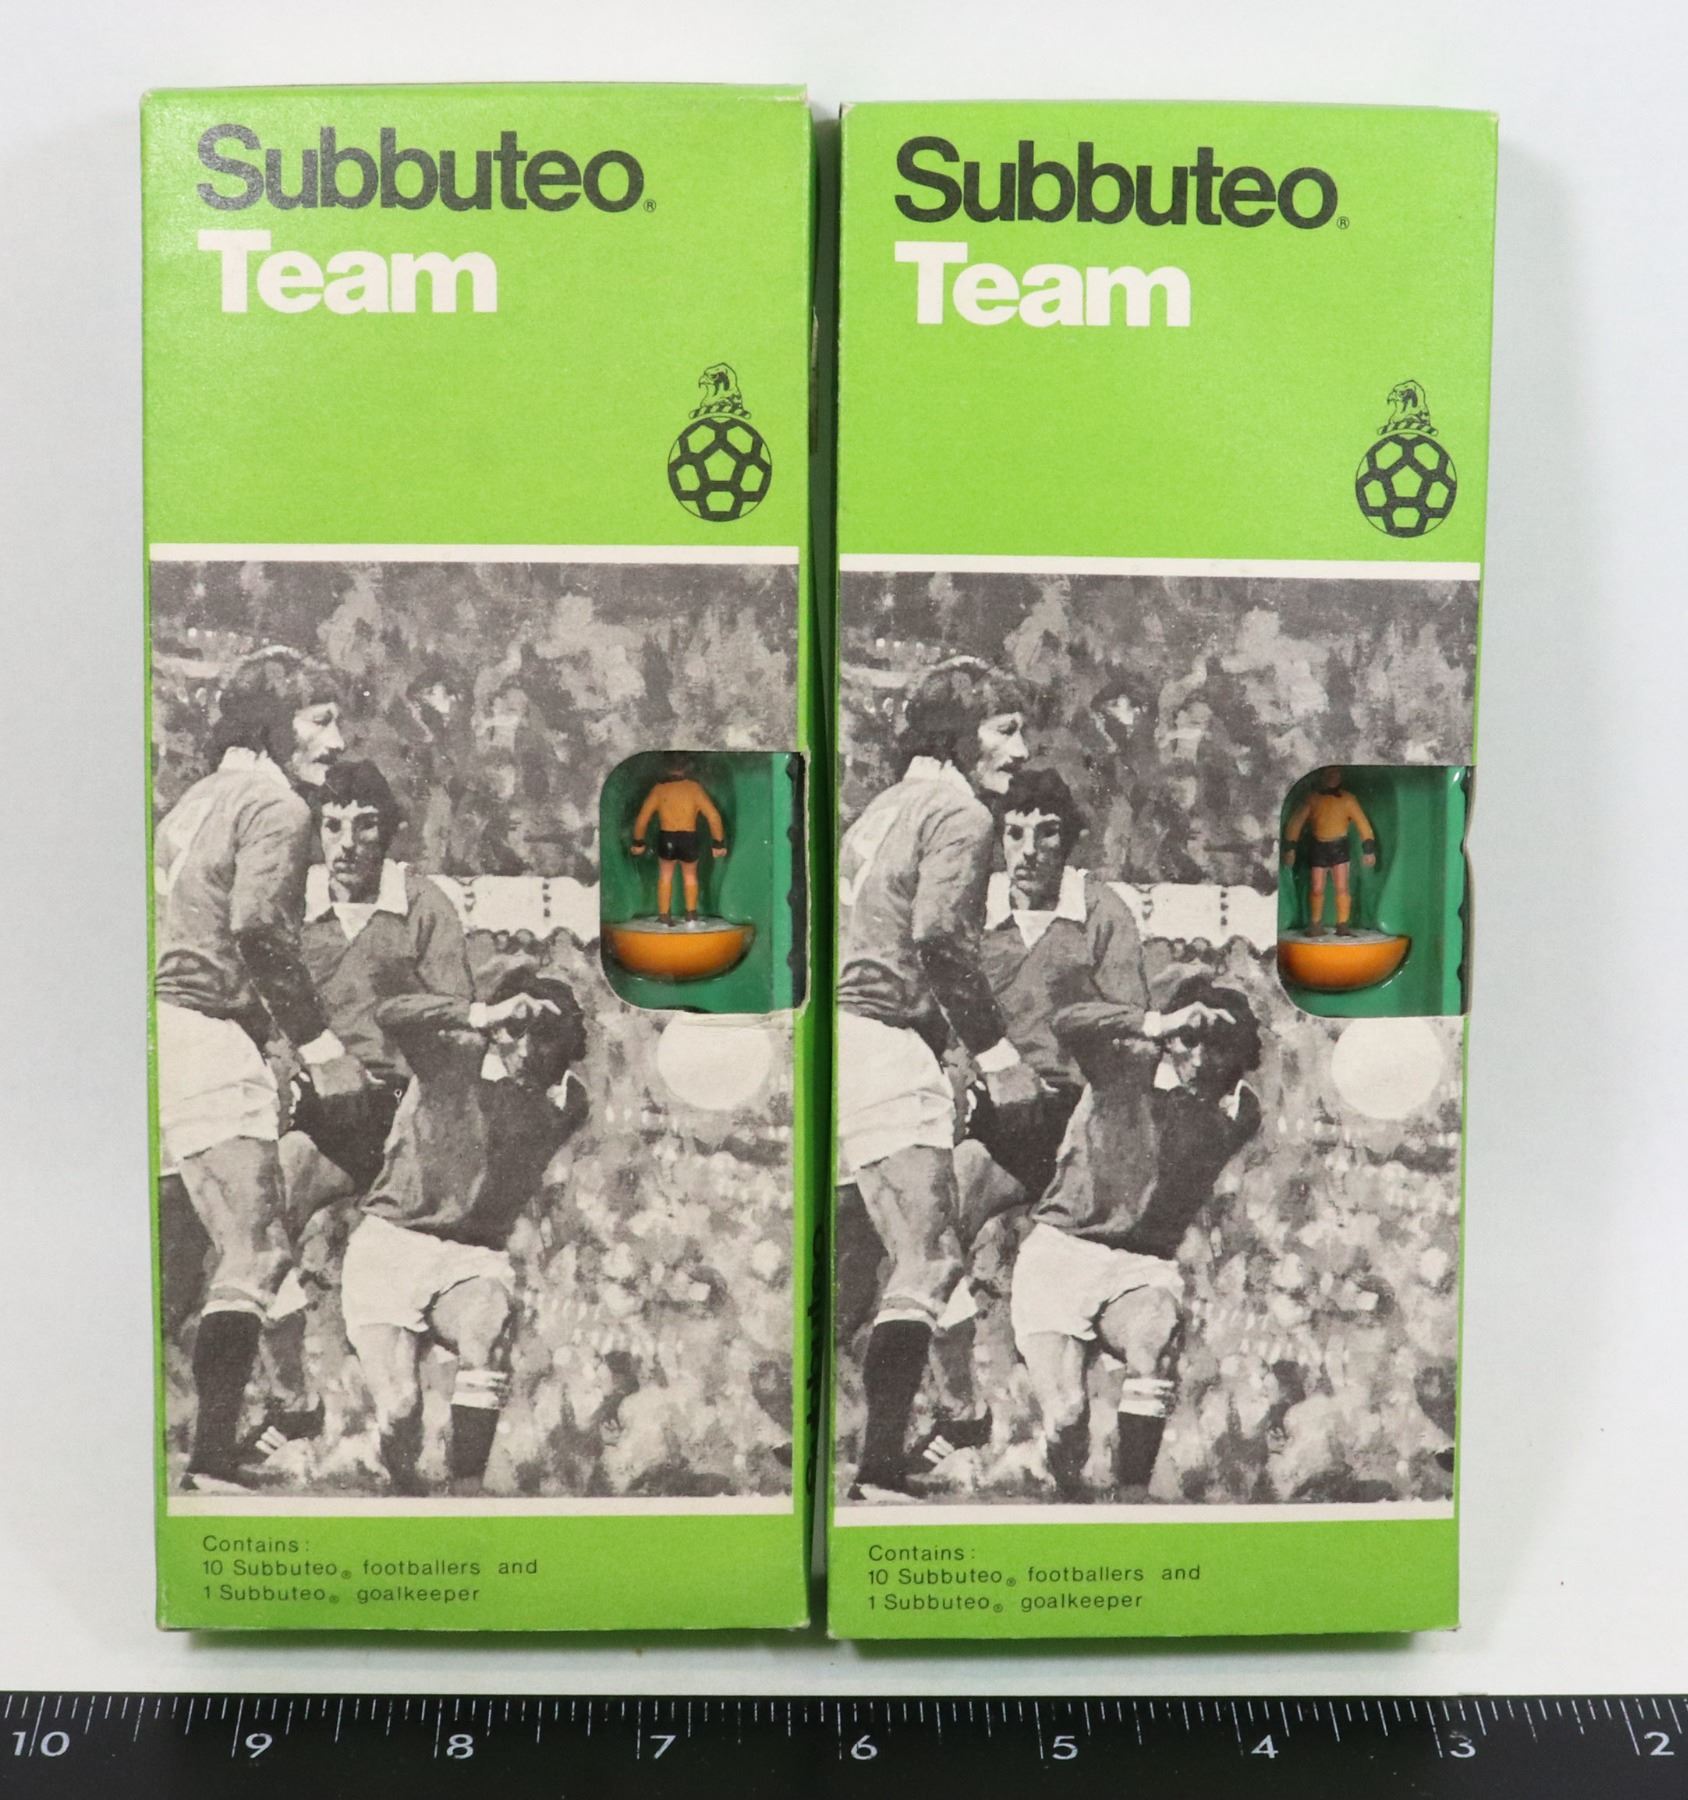 Subbuteo®
Team
Contains:
10 Subbuteo® footballers and
1 Subbuteo® goalkeeper
Subbuteo®
Team
Contains:
10 Subbuteo® footballers and
1 Subbuteo® goalkeeper
10 9 8 7 6 5 4 3 2